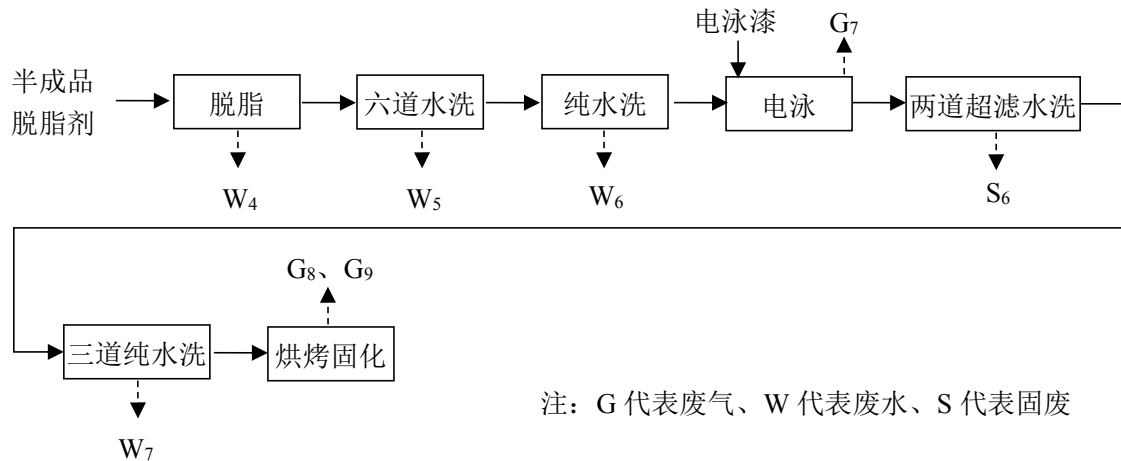 电泳漆
G₇
半成品
脱脂剂
脱脂
六道水洗
纯水洗
电泳
两道超滤水洗
W₄
W₅
W₆
S₆
G₈、G₉
三道纯水洗
烘烤固化
W₇
注：G 代表废气、W 代表废水、S 代表固废